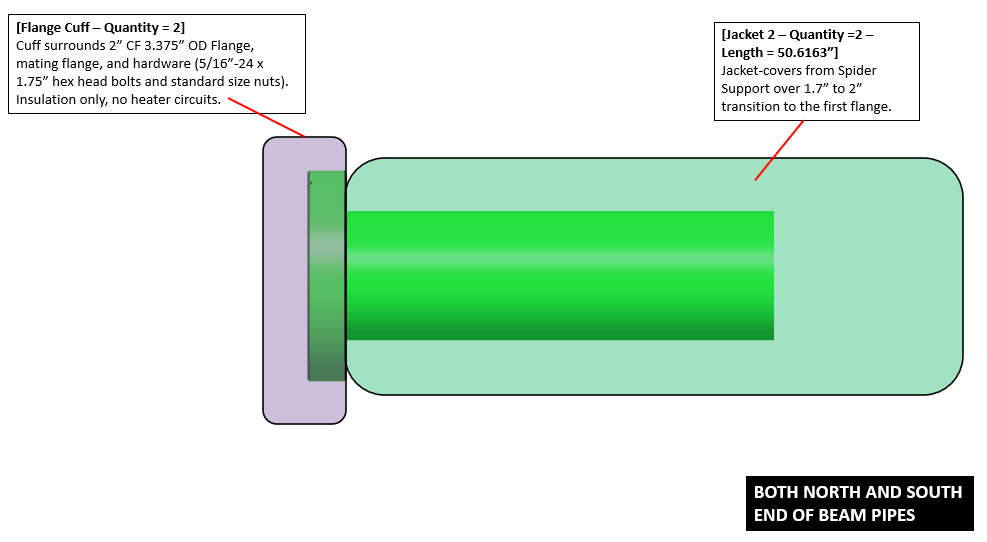 [Flange Cuff – Quantity = 2]
Cuff surrounds 2” CF 3.375” OD Flange,
mating flange, and hardware (5/16”-24 x
1.75” hex head bolts and standard size nuts).
Insulation only, no heater circuits.
[Jacket 2 – Quantity =2 –
Length = 50.6163”]
Jacket-covers from Spider
Support over 1.7” to 2”
transition to the first flange.
BOTH NORTH AND SOUTH
END OF BEAM PIPES